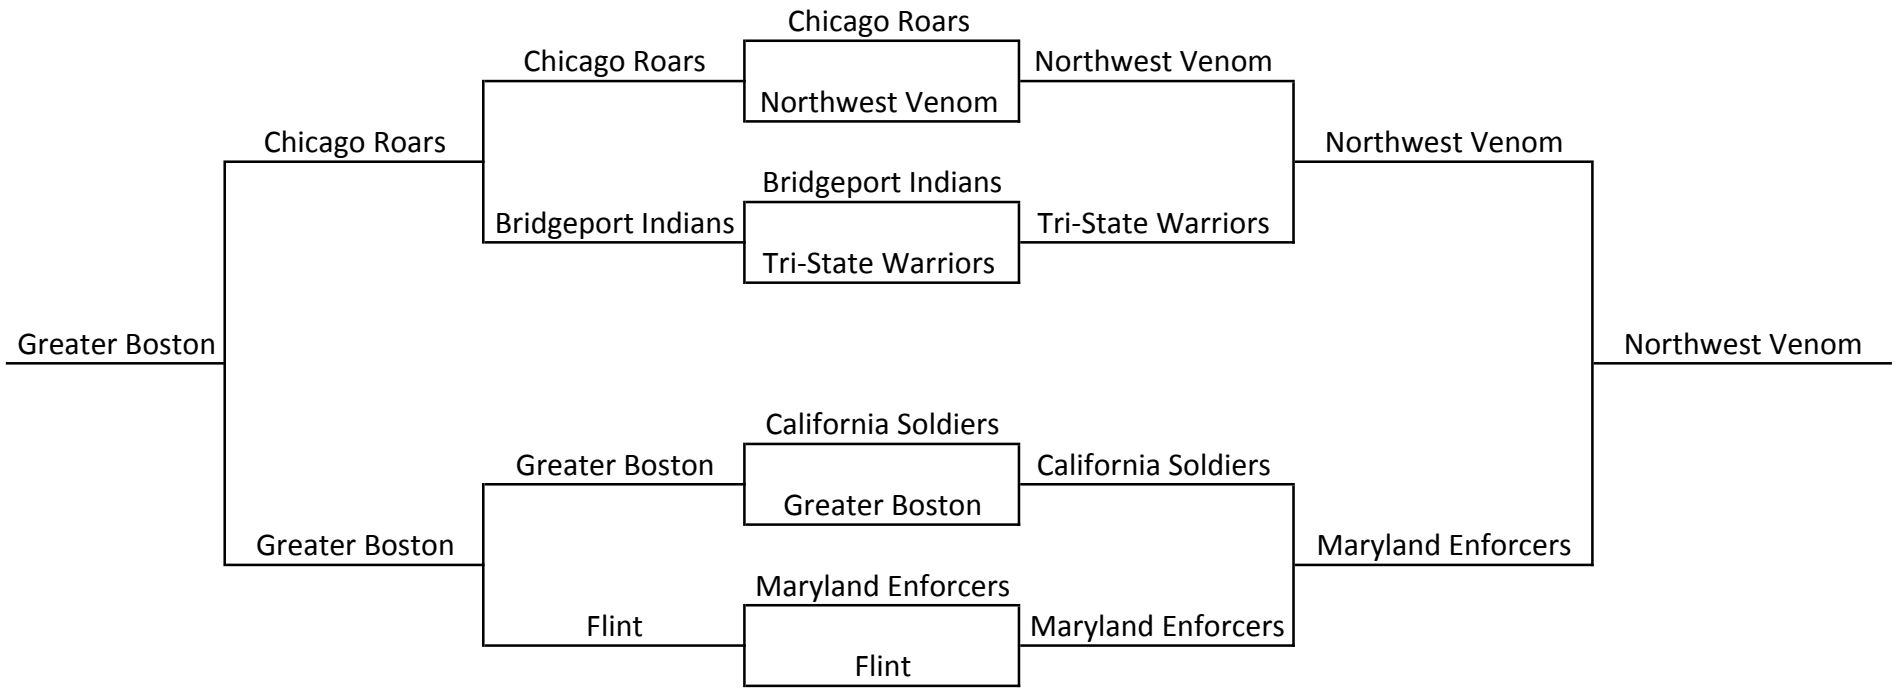 Chicago Roars
Chicago Roars
Northwest Venom
Northwest Venom
Chicago Roars
Northwest Venom
Bridgeport Indians
Bridgeport Indians
Tri-State Warriors
Tri-State Warriors
Greater Boston
Northwest Venom
California Soldiers
Greater Boston
California Soldiers
Greater Boston
Greater Boston
Maryland Enforcers
Maryland Enforcers
Flint
Maryland Enforcers
Flint